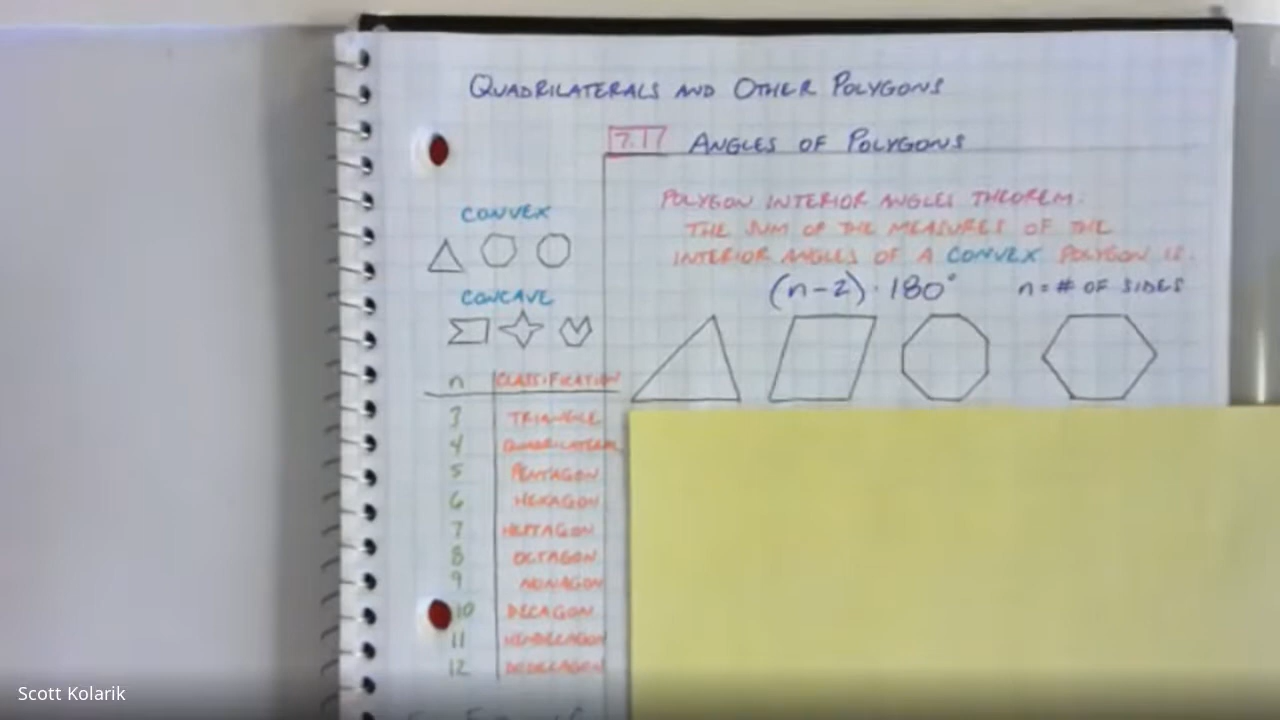 QUADRILATERALS AND OTHER POLYGONS
7.1 ANGLES OF POLYGONS
POLYGON INTERIOR ANGLES THEOREM:
THE SUM OF THE MEASURES OF THE
INTERIOR ANGLES OF A CONVEX POLYGON IS
(n-2)·180° n = # OF SIDES
CONVEX
CONCAVE
n CLASSIFICATION
3 TRIANGLE
4 QUADRILATERAL
5 PENTAGON
6 HEXAGON
7 HEPTAGON
8 OCTAGON
9 NONAGON
10 DECAGON
11 HENDECAGON
12 DODECAGON
Scott Kolarik